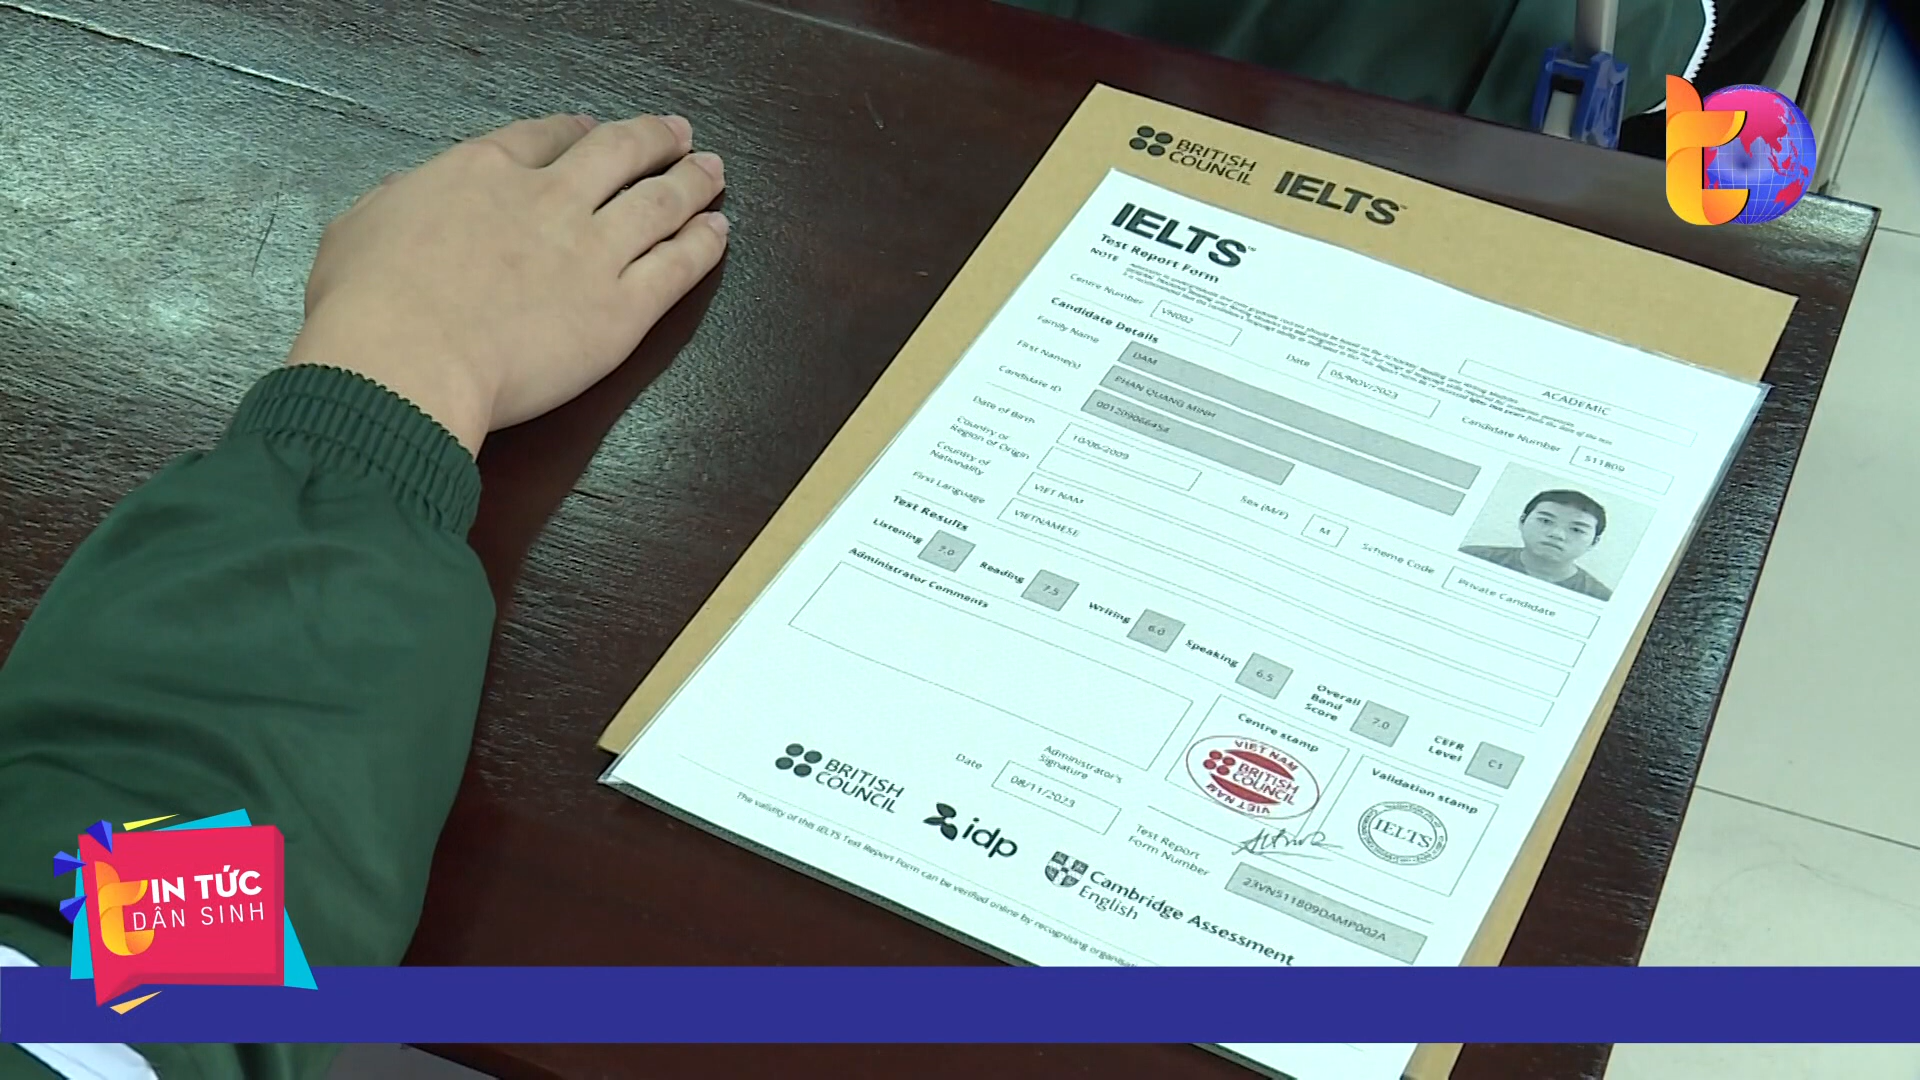 BRITISH
COUNCIL
IELTS™
IELTS™
Test Report Form
NOTE
ACADEMIC
Centre Number
VN002
Date
05/NOV/2023
Candidate Number
511809
Candidate Details
Family Name
DAM
First Name(s)
PHAN QUANG MINH
Candidate ID
001209066454
Date of Birth
10/06/2009
Sex (M/F)
M
Scheme Code
Private Candidate
Country or
Region of Origin
Country of
Nationality
VIET NAM
First Language
VIETNAMESE
Test Results
Listening
7.0
Reading
7.5
Writing
6.0
Speaking
6.5
Overall
Band
Score
7.0
CEFR
Level
C1
Administrator Comments
Centre stamp
VIET NAM
BRITISH
COUNCIL
VIET NAM
Validation stamp
IELTS
Administrator's
Signature
Date
08/11/2023
Test Report
Form Number
23VN511809DAMP002A
BRITISH
COUNCIL
idp
Cambridge Assessment
English
The validity of this IELTS Test Report Form can be verified online by recognising
TIN TỨC
DÂN SINH